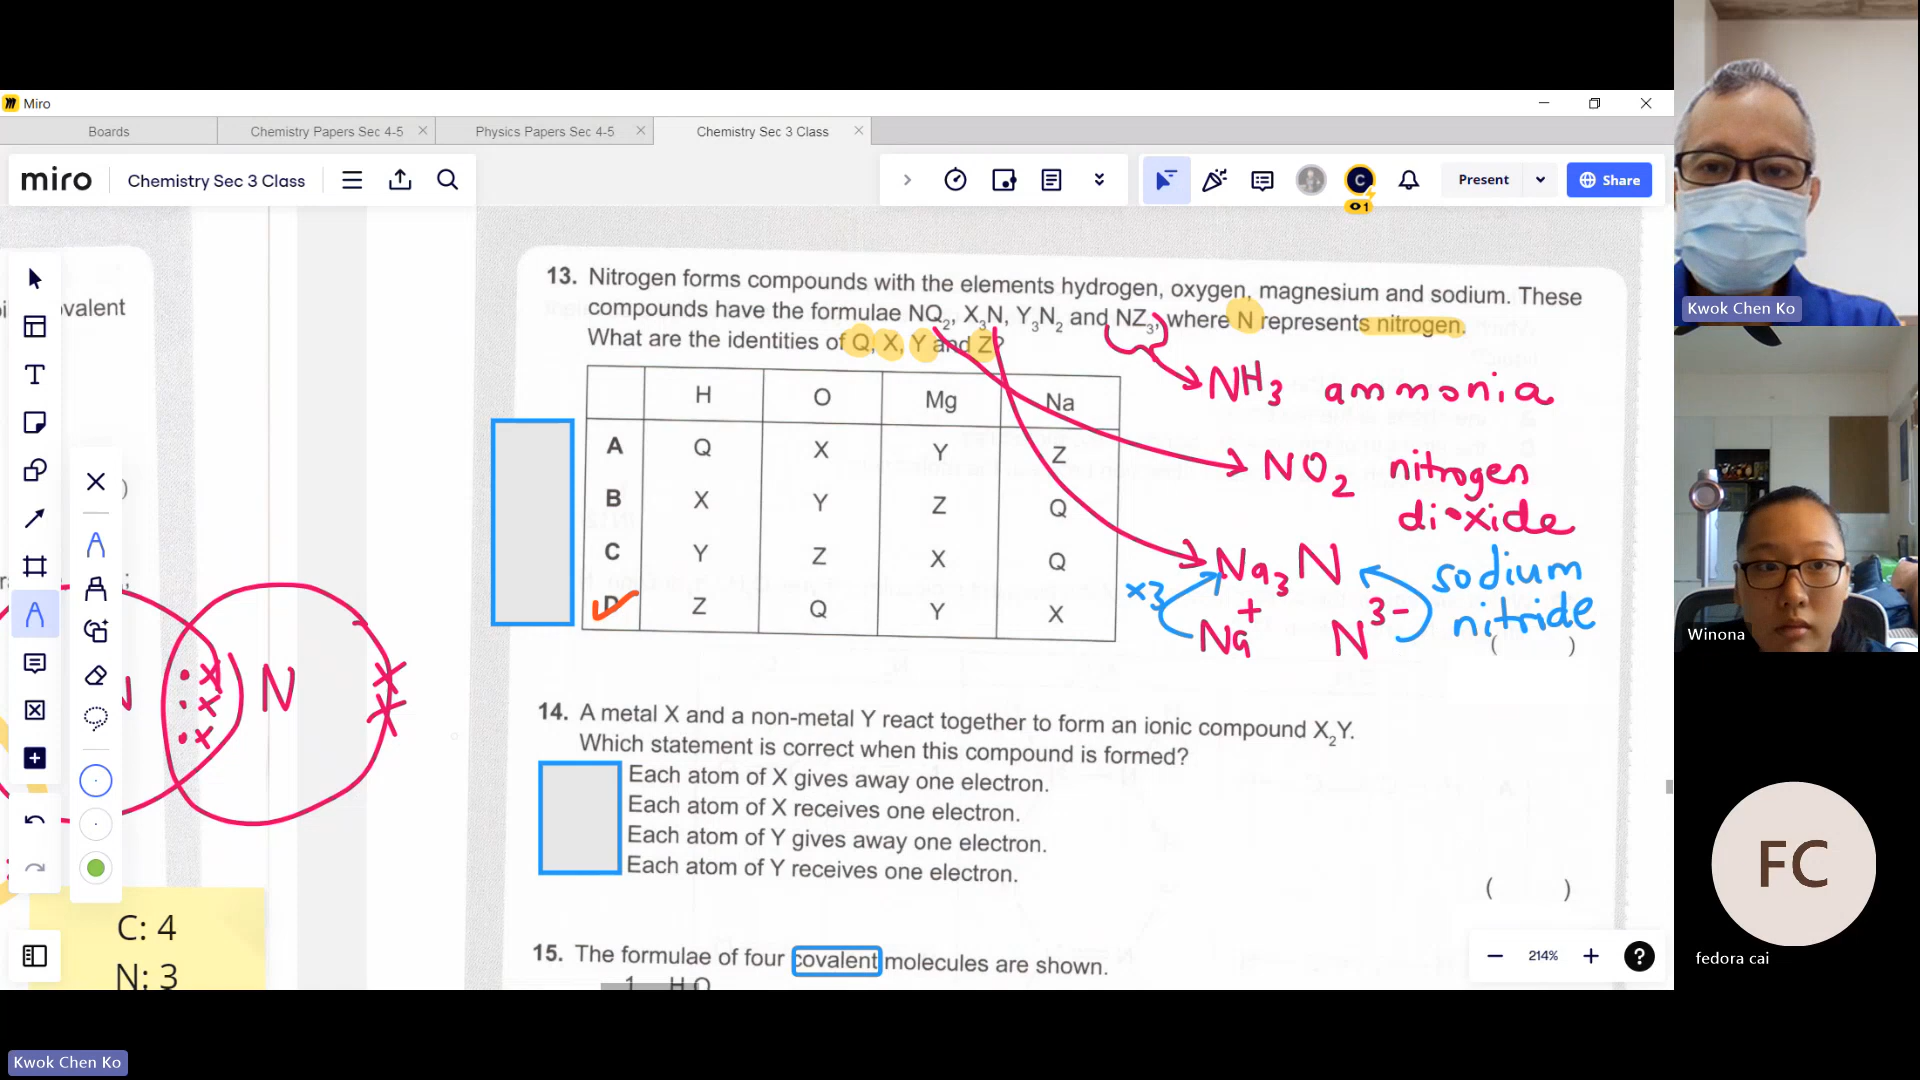 Miro
Boards
Chemistry Papers Sec 4-5
Physics Papers Sec 4-5
Chemistry Sec 3 Class
miro
Chemistry Sec 3 Class
C
1
Present
Share
13. Nitrogen forms compounds with the elements hydrogen, oxygen, magnesium and sodium. These
compounds have the formulae NQ₂, X₃N, Y₃N₂ and NZ₃, where N represents nitrogen.
What are the identities of Q, X, Y and Z?
H O Mg Na
A Q X Y Z
B X Y Z Q
C Y Z X Q
D Z Q Y X
NH₃ ammonia
NO₂ nitrogen
dioxide
Na₃N sodium
nitride
x3
Na⁺ N³⁻
( )
N
14. A metal X and a non-metal Y react together to form an ionic compound X₂Y.
Which statement is correct when this compound is formed?
Each atom of X gives away one electron.
Each atom of X receives one electron.
Each atom of Y gives away one electron.
Each atom of Y receives one electron.
( )
15. The formulae of four covalent molecules are shown.
C: 4
N: 3
214%
Kwok Chen Ko
Winona
FC
fedora cai
Kwok Chen Ko